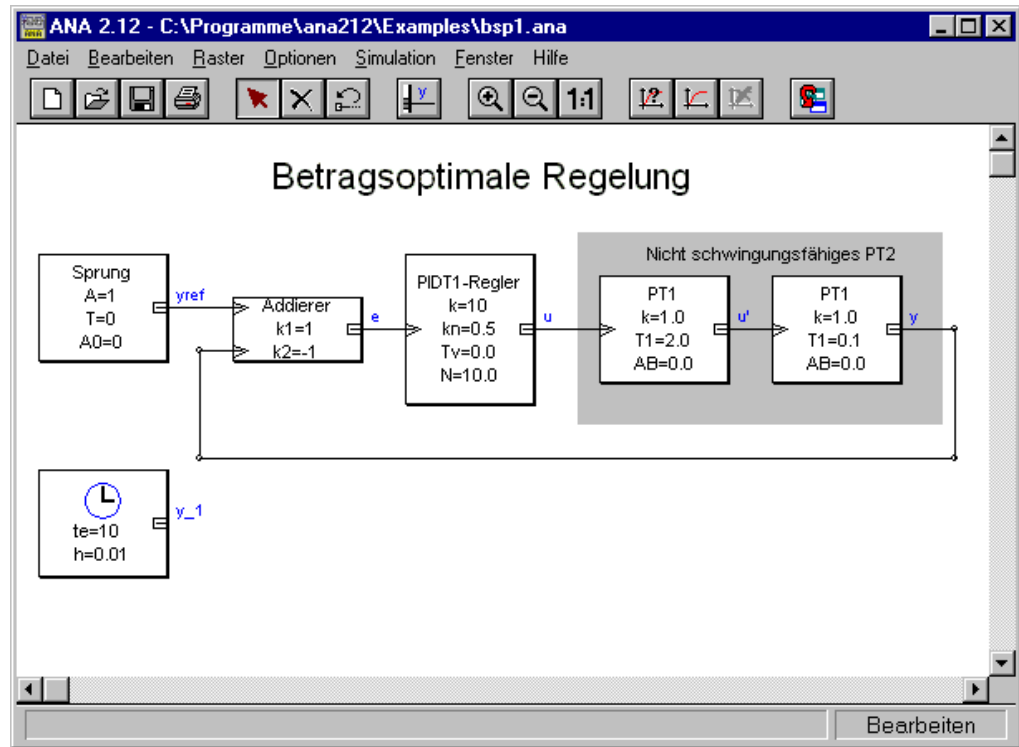 ANA 2.12 - C:\Programme\ana212\Examples\bsp1.ana
Datei Bearbeiten Raster Optionen Simulation Fenster Hilfe
y 1:1 ?
Betragsoptimale Regelung
Nicht schwingungsfähiges PT2
Sprung
A=1
T=0
A0=0
yref
Addierer
k1=1
k2=-1
e
PIDT1-Regler
k=10
kn=0.5
Tv=0.0
N=10.0
u
PT1
k=1.0
T1=2.0
AB=0.0
u'
PT1
k=1.0
T1=0.1
AB=0.0
y
te=10
h=0.01
y_1
Bearbeiten